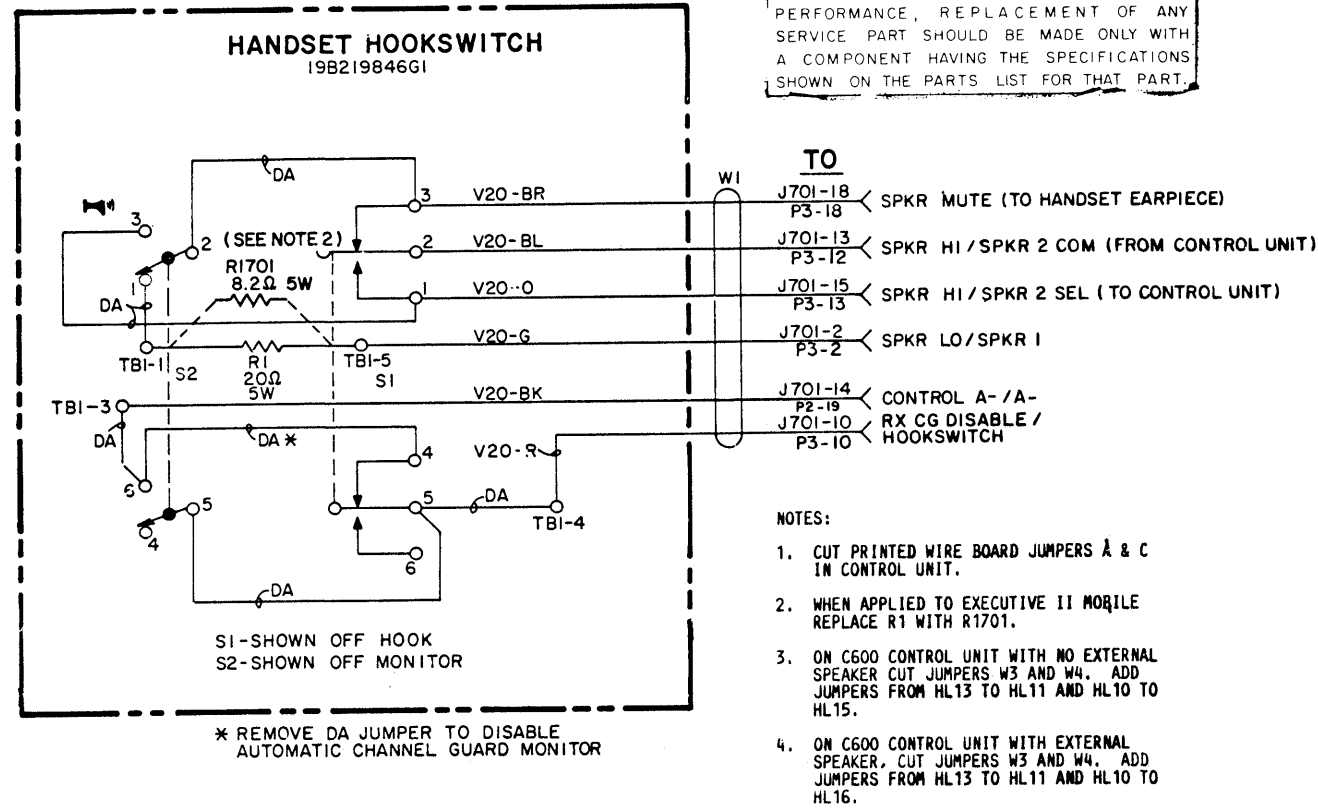 PERFORMANCE, REPLACEMENT OF ANY
SERVICE PART SHOULD BE MADE ONLY WITH
A COMPONENT HAVING THE SPECIFICATIONS
SHOWN ON THE PARTS LIST FOR THAT PART.
HANDSET HOOKSWITCH
19B219846G1
TO
W1
DA
3
V20-BR
J701-18
P3-18
SPKR MUTE (TO HANDSET EARPIECE)
3
2
(SEE NOTE 2)
2
V20-BL
J701-13
P3-12
SPKR HI/SPKR 2 COM (FROM CONTROL UNIT)
R1701
8.2Ω 5W
1
DA
1
V20-O
J701-15
P3-13
SPKR HI/SPKR 2 SEL (TO CONTROL UNIT)
TB1-1
S2
R1
20Ω
5W
TB1-5
S1
V20-G
J701-2
P3-2
SPKR LO/SPKR 1
TB1-3
V20-BK
J701-14
P2-19
CONTROL A-/A-
DA
DA *
4
V20-R
J701-10
P3-10
RX CG DISABLE/
HOOKSWITCH
6
5
4
5
DA
TB1-4
6
DA
S1-SHOWN OFF HOOK
S2-SHOWN OFF MONITOR
* REMOVE DA JUMPER TO DISABLE
AUTOMATIC CHANNEL GUARD MONITOR
NOTES:
1. CUT PRINTED WIRE BOARD JUMPERS A & C
IN CONTROL UNIT.
2. WHEN APPLIED TO EXECUTIVE II MOBILE
REPLACE R1 WITH R1701.
3. ON C600 CONTROL UNIT WITH NO EXTERNAL
SPEAKER CUT JUMPERS W3 AND W4. ADD
JUMPERS FROM HL13 TO HL11 AND HL10 TO
HL15.
4. ON C600 CONTROL UNIT WITH EXTERNAL
SPEAKER, CUT JUMPERS W3 AND W4. ADD
JUMPERS FROM HL13 TO HL11 AND HL10 TO
HL16.